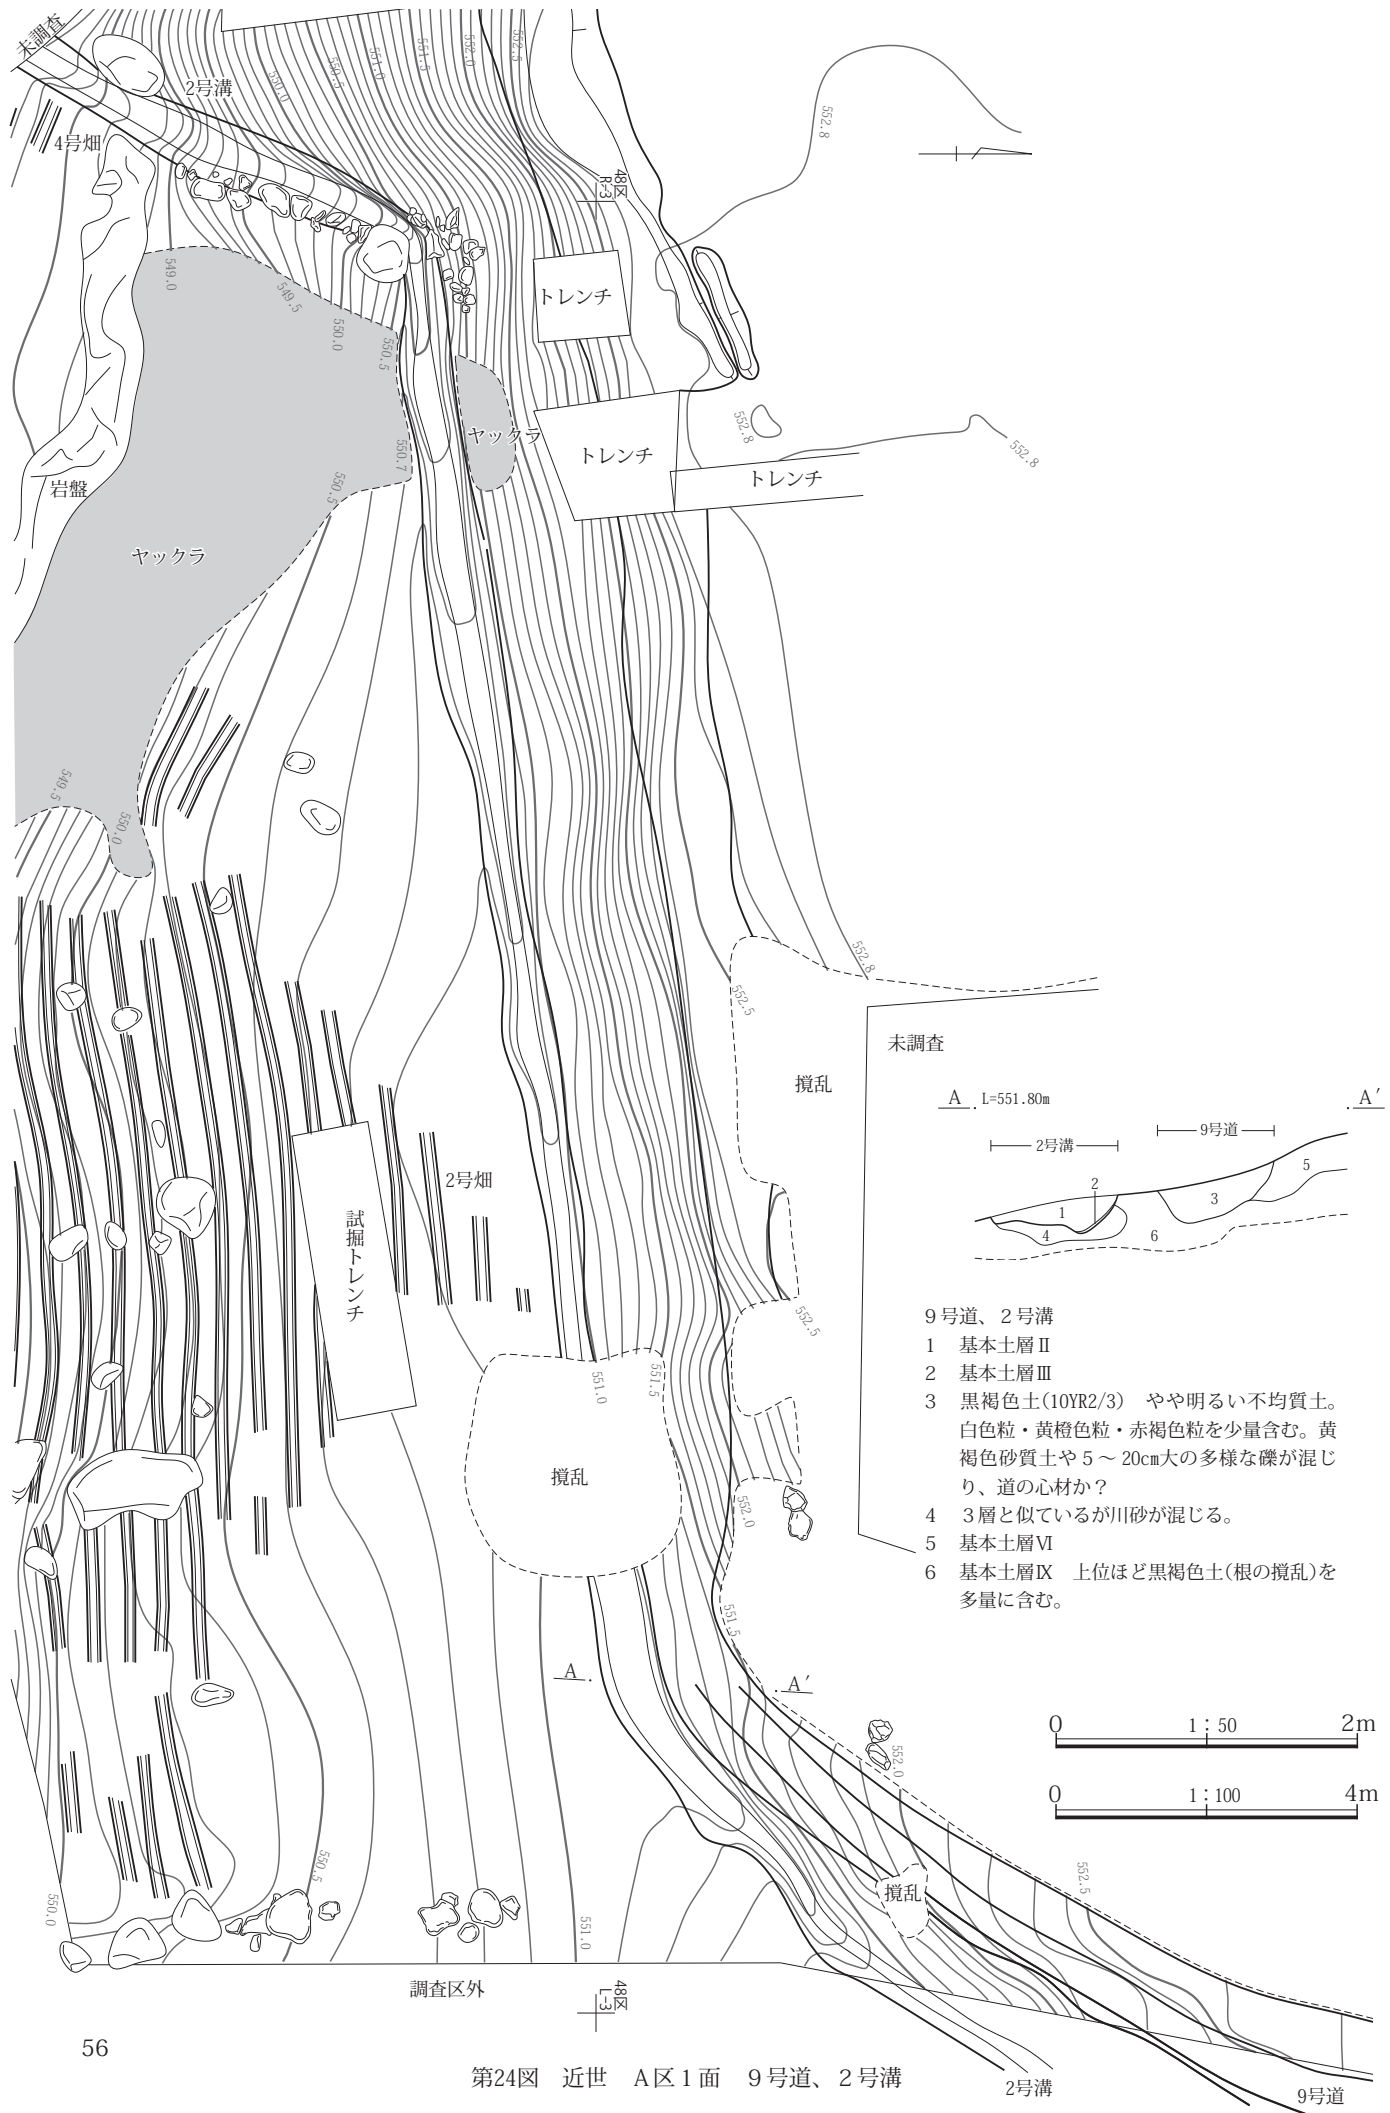 未調査
2号溝
4号畑
550.0
550.5
551.0
551.5
552.0
552.5
552.8
48区
R-3
549.0
549.5
550.0
550.5
トレンチ
ヤックラ
トレンチ
トレンチ
552.8
552.8
550.7
550.5
岩盤
ヤックラ
549.5
550.0
552.8
552.5
未調査
撹乱
A
L=551.80m
A′
2号溝
9号道
1
2
3
4
5
6
2号畑
試掘トレンチ
552.5
551.0
551.5
撹乱
552.0
551.5
9号道、2号溝
1 基本土層Ⅱ
2 基本土層Ⅲ
3 黒褐色土(10YR2/3) やや明るい不均質土。
白色粒・黄橙色粒・赤褐色粒を少量含む。黄
褐色砂質土や5~20cm大の多様な礫が混じ
り、道の心材か?
4 3層と似ているが川砂が混じる。
5 基本土層Ⅵ
6 基本土層Ⅸ 上位ほど黒褐色土(根の撹乱)を
多量に含む。
A
A′
0 1:50 2m
0 1:100 4m
552.0
552.5
撹乱
550.0
550.5
551.0
調査区外
48区
L-3
56
第24図 近世 A区1面 9号道、2号溝
2号溝
9号道